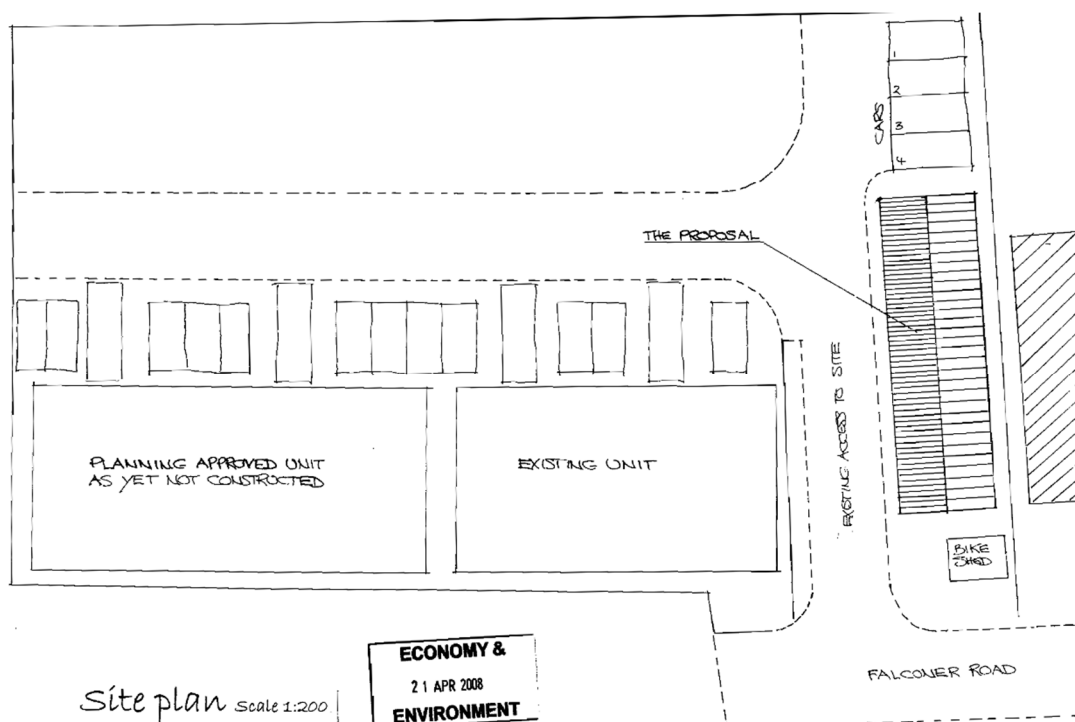 1
2
3
4
CARS
THE PROPOSAL
EXISTING ACCESS TO SITE
PLANNING APPROVED UNIT
AS YET NOT CONSTRUCTED
EXISTING UNIT
BIKE
SHED
FALCONER ROAD
Site plan Scale 1:200
ECONOMY &
21 APR 2008
ENVIRONMENT